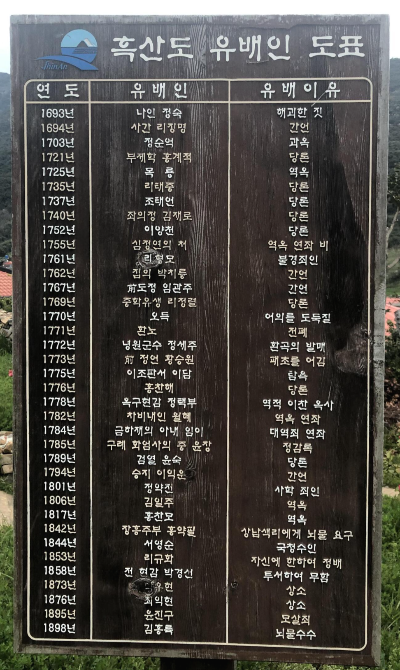 흑산도 유배인 도표
연 도 유배인 유배이유
1693년 나인 정숙 해괴한 짓
1694년 사간 리징명 간언
1703년 정순억 과옥
1721년 부제학 홍계적 당론
1725년 목 룡 역옥
1735년 리태중 당론
1737년 조태언 당론
1740년 좌의정 김재로 당론
1752년 이양천 당론
1755년 심정연의 처 역옥 연좌 비
1761년 불경죄인
1762년 집의 박치륭 간언
1767년 前도정 임관주 간언
1769년 중학유생 리정렬 당론
1770년 오득 어의를 도둑질
1771년 환노 전폐
1772년 낭원군수 정세주 환곡의 발매
1773년 前 정언 황승원 패초를 어김
1775년 이조판서 이담 탐욕
1776년 홍찬해 당론
1778년 옥구현감 정택부 역적 이찬 옥사
1782년 차비내인 월혜 역옥 연좌
1784년 금하재의 아내 임이 대역죄 연좌
1785년 구례 화엄사의 중 윤장 정감록
1789년 검열 윤숙 당론
1794년 승지 이익운 간언
1801년 정약전 사학 죄인
1806년 김일주 역옥
1817년 홍찬모 역옥
1842년 장흥주부 홍약필 상납색리에게 뇌물 요구
1844년 서영순 국정수인
1853년 리규화 자신에 한하여 정배
1858년 전 현감 박경신 투서하여 무함
1873년 상소
1876년 최익현 상소
1895년 윤진구 모살죄
1898년 김홍륙 뇌물수수